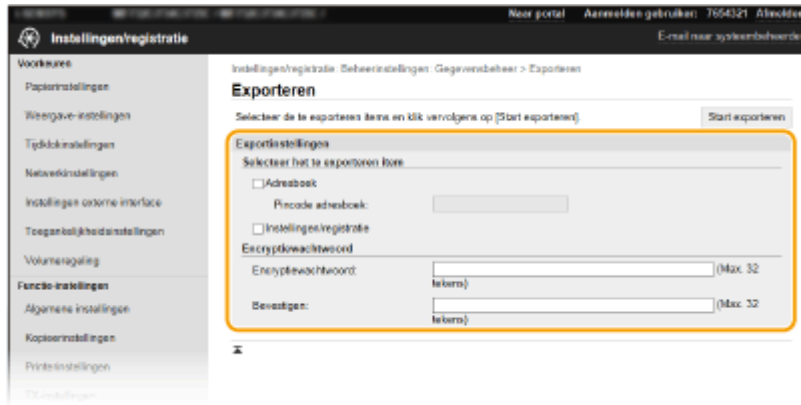 Naar portal Aanmelden gebruiker: 7654321 Afmelden
Instellingen/registratie
E-mail naar systeembeheerder
Voorkeuren
Papierinstellingen
Weergave-instellingen
Tijdklokinstellingen
Netwerkinstellingen
Instellingen externe interface
Toegankelijkheidsinstellingen
Volumeregeling
Functie-instellingen
Algemene instellingen
Kopieerinstellingen
Printerinstellingen
TX-instellingen
Instellingen/registratie: Beheerinstellingen: Gegevensbeheer > Exporteren
Exporteren
Selecteer de te exporteren items en klik vervolgens op [Start exporteren].
Start exporteren
Exportinstellingen
Selecteer het te exporteren item
Adresboek
Pincode adresboek:
Instellingen/registratie
Encryptiewachtwoord
Encryptiewachtwoord: (Max. 32
tekens)
Bevestigen: (Max. 32
tekens)